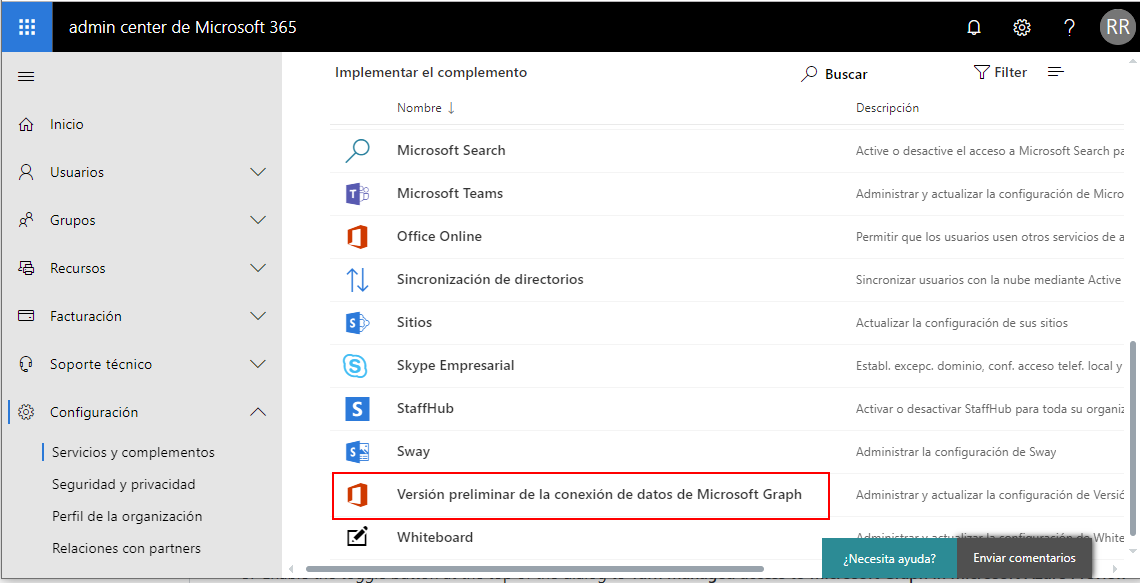 admin center de Microsoft 365
RR
Implementar el complemento
Buscar
Filter
Nombre ↓
Descripción
Inicio
Usuarios
Grupos
Recursos
Facturación
Soporte técnico
Configuración
Servicios y complementos
Seguridad y privacidad
Perfil de la organización
Relaciones con partners
Microsoft Search
Active o desactive el acceso a Microsoft Search pa
Microsoft Teams
Administrar y actualizar la configuración de Micro
Office Online
Permitir que los usuarios usen otros servicios de a
Sincronización de directorios
Sincronizar usuarios con la nube mediante Active
Sitios
Actualizar la configuración de sus sitios
Skype Empresarial
Establ. excepc. dominio, conf. acceso telef. local y
StaffHub
Activar o desactivar StaffHub para toda su organiz
Sway
Administrar la configuración de Sway
Versión preliminar de la conexión de datos de Microsoft Graph
Administrar y actualizar la configuración de Versió
Whiteboard
de White
¿Necesita ayuda?
Enviar comentarios